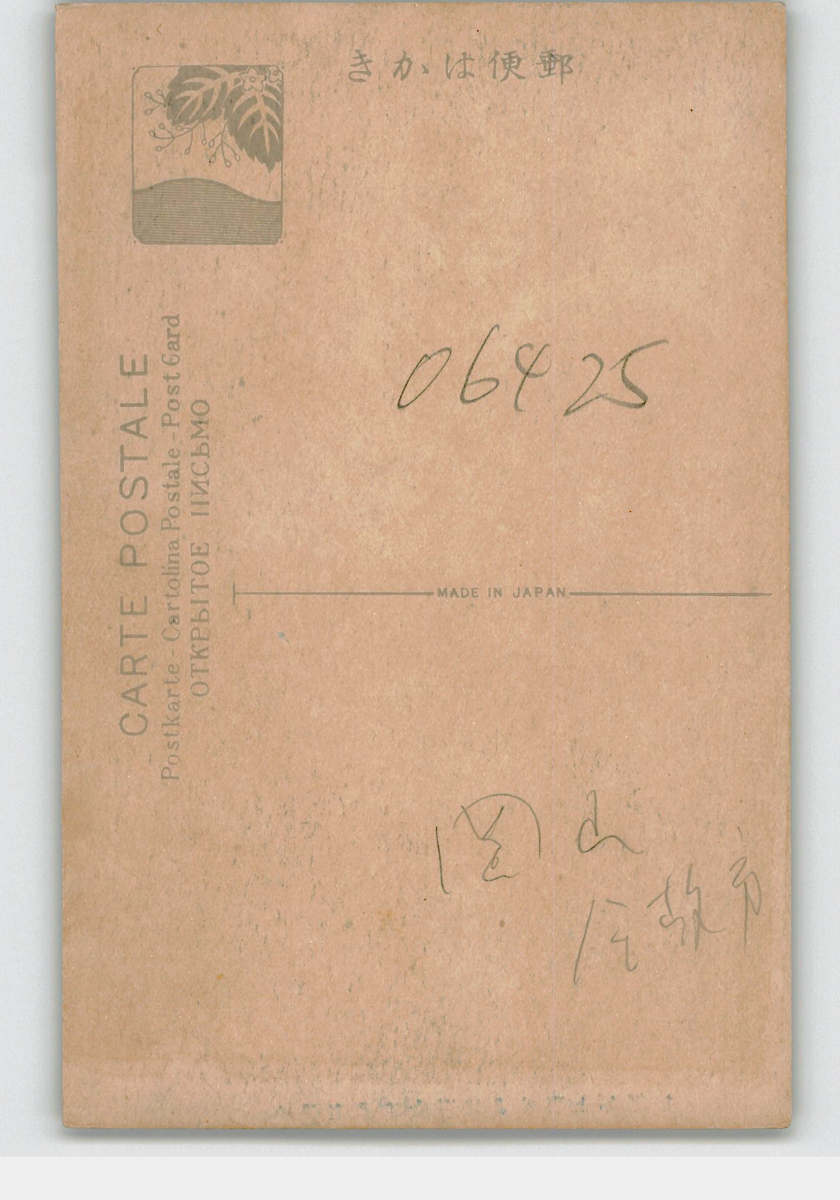 郵便はがき
CARTE POSTALE
Postkarte - Cartolina Postale - Post Card
ОТКРЫТОЕ ПИСЬМО
06425
MADE IN JAPAN
岡山
倉敷市